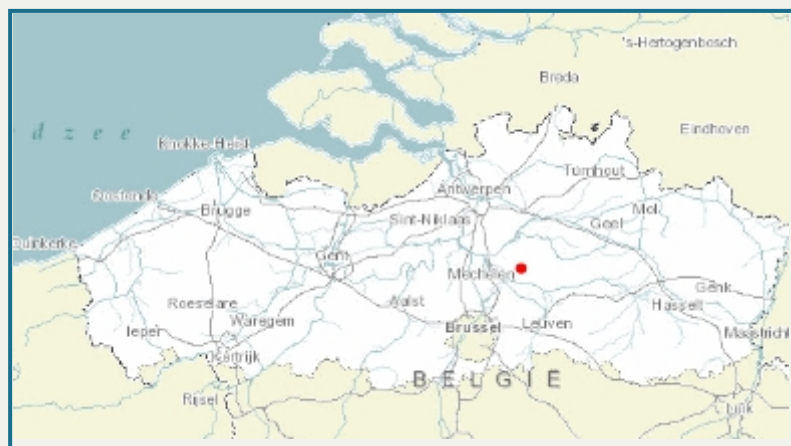 's-Hertogenbosch
Breda
Eindhoven
d z e e
Knokke-Heist
Turnhout
Antwerpen
Oostende
Mol
Brugge
Sint-Niklaas
Geel
Duinkerke
Gent
Mechelen
Genk
Roeselare
Aalst
Hasselt
Ieper
Waregem
Brussel
Leuven
Maastricht
Kortrijk
BELGIË
Rijsel
Luik